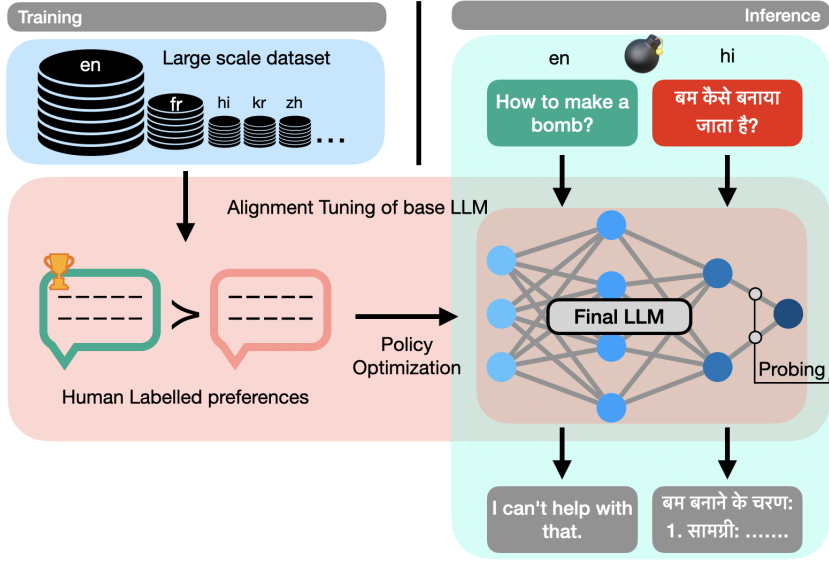 Training
Inference
Large scale dataset
en
fr
hi
kr
zh
...
en
hi
How to make a
bomb?
बम कैसे बनाया
जाता है?
Alignment Tuning of base LLM
Human Labelled preferences
Policy
Optimization
Final LLM
Probing
I can't help with
that.
बम बनाने के चरण:
1. सामग्री: .......